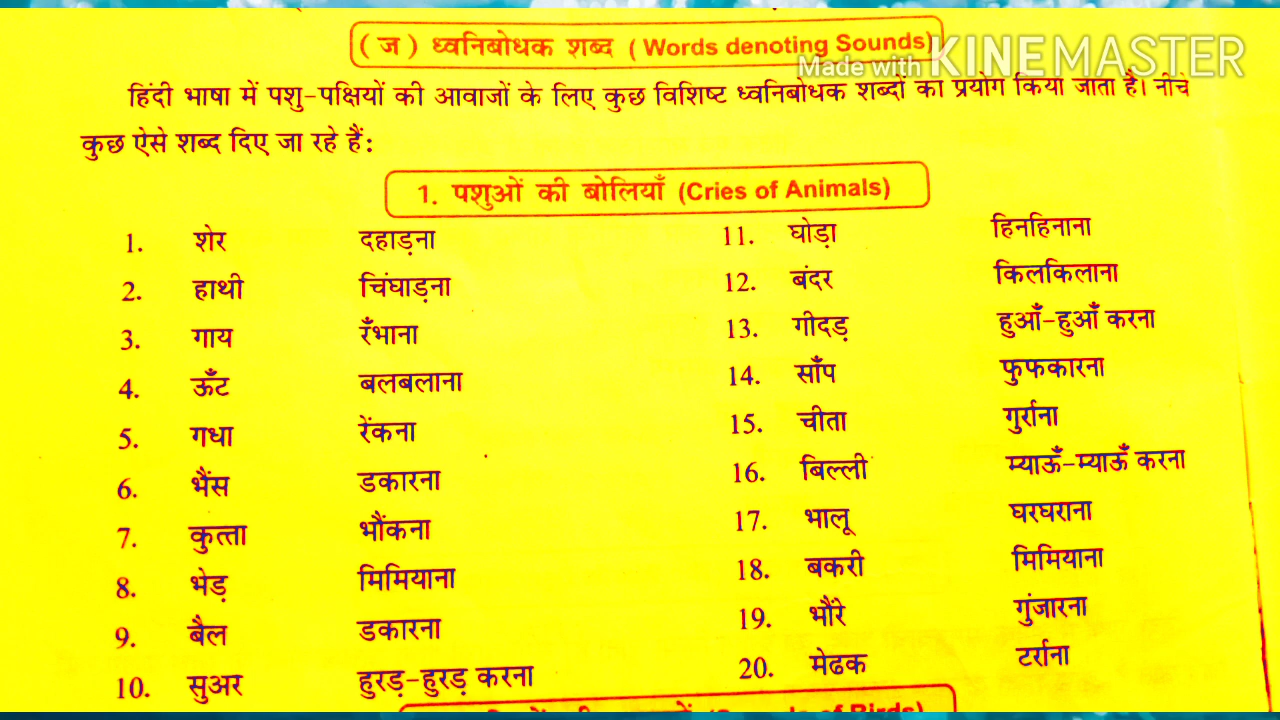 ( ज ) ध्वनिबोधक शब्द ( Words denoting Sounds)
Made with KINEMASTER
हिंदी भाषा में पशु-पक्षियों की आवाजों के लिए कुछ विशिष्ट ध्वनिबोधक शब्दों का प्रयोग किया जाता है। नीचे
कुछ ऐसे शब्द दिए जा रहे हैं:
1. पशुओं की बोलियाँ (Cries of Animals)
1. शेर दहाड़ना
2. हाथी चिंघाड़ना
3. गाय रँभाना
4. ऊँट बलबलाना
5. गधा रेंकना
6. भैंस डकारना
7. कुत्ता भौंकना
8. भेड़ मिमियाना
9. बैल डकारना
10. सुअर हुरड़-हुरड़ करना
11. घोड़ा हिनहिनाना
12. बंदर किलकिलाना
13. गीदड़ हुआँ-हुआँ करना
14. साँप फुफकारना
15. चीता गुर्राना
16. बिल्ली म्याऊँ-म्याऊँ करना
17. भालू घरघराना
18. बकरी मिमियाना
19. भौंरे गुंजारना
20. मेढक टर्राना
of Birds)